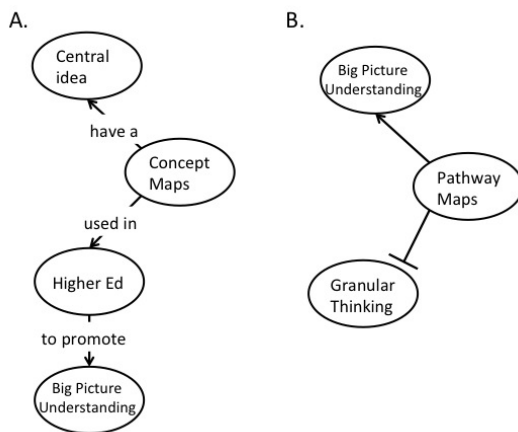 A.
Central
idea
have a
Concept
Maps
used in
Higher Ed
to promote
Big Picture
Understanding
B.
Big Picture
Understanding
Pathway
Maps
Granular
Thinking